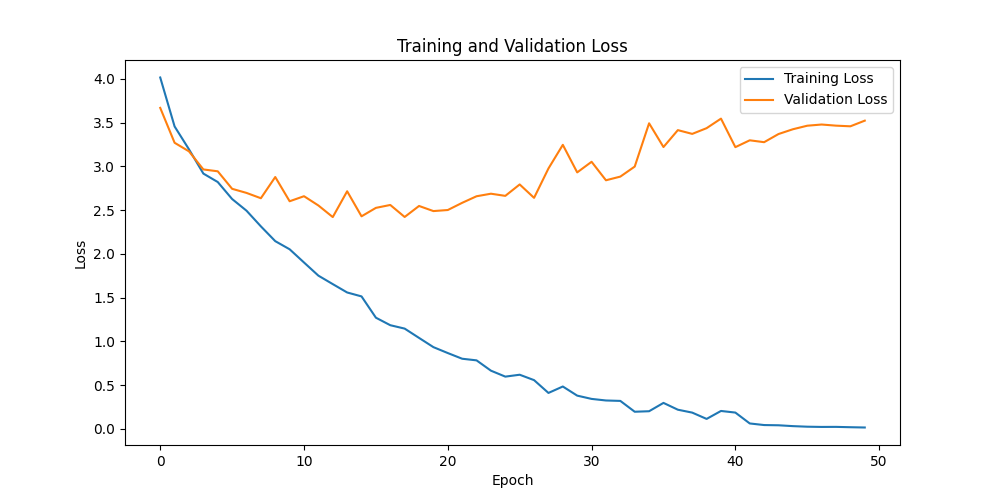 Training and Validation Loss
Training Loss
Validation Loss
4.0
3.5
3.0
2.5
2.0
1.5
1.0
0.5
0.0
Loss
0 10 20 30 40 50
Epoch